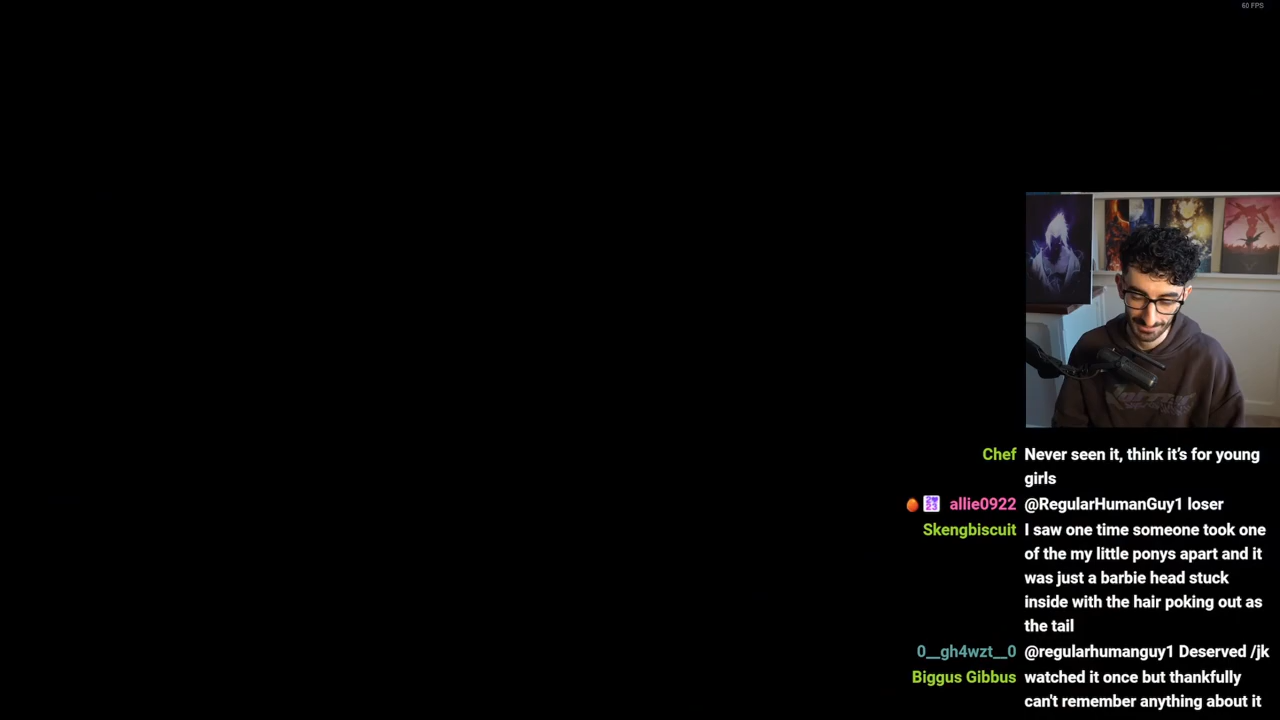 60 FPS
Chef Never seen it, think it's for young
girls
allie0922 @RegularHumanGuy1 loser
Skengbiscuit I saw one time someone took one
of the my little ponys apart and it
was just a barbie head stuck
inside with the hair poking out as
the tail
0__gh4wzt__0 @regularhumanguy1 Deserved /jk
Biggus Gibbus watched it once but thankfully
can't remember anything about it